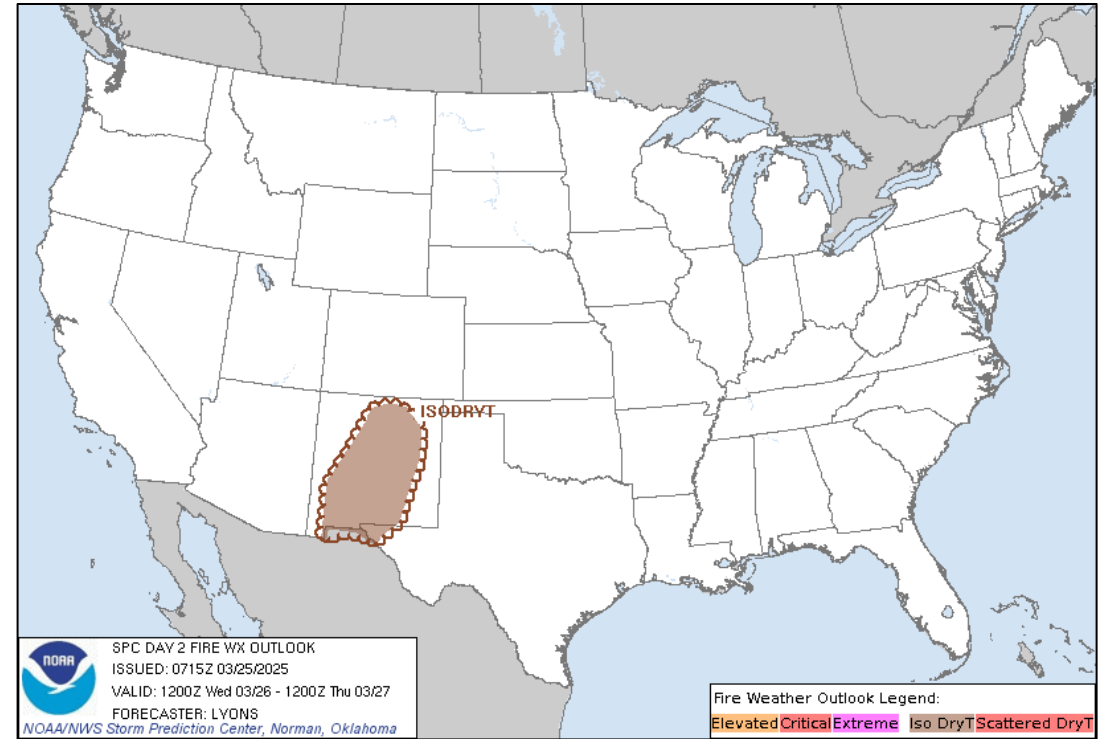 ISODRYT
NOAA
SPC DAY 2 FIRE WX OUTLOOK
ISSUED: 0715Z 03/25/2025
VALID: 1200Z Wed 03/26 - 1200Z Thu 03/27
FORECASTER: LYONS
NOAA/NWS Storm Prediction Center, Norman, Oklahoma
Fire Weather Outlook Legend:
Elevated Critical Extreme Iso DryT Scattered DryT